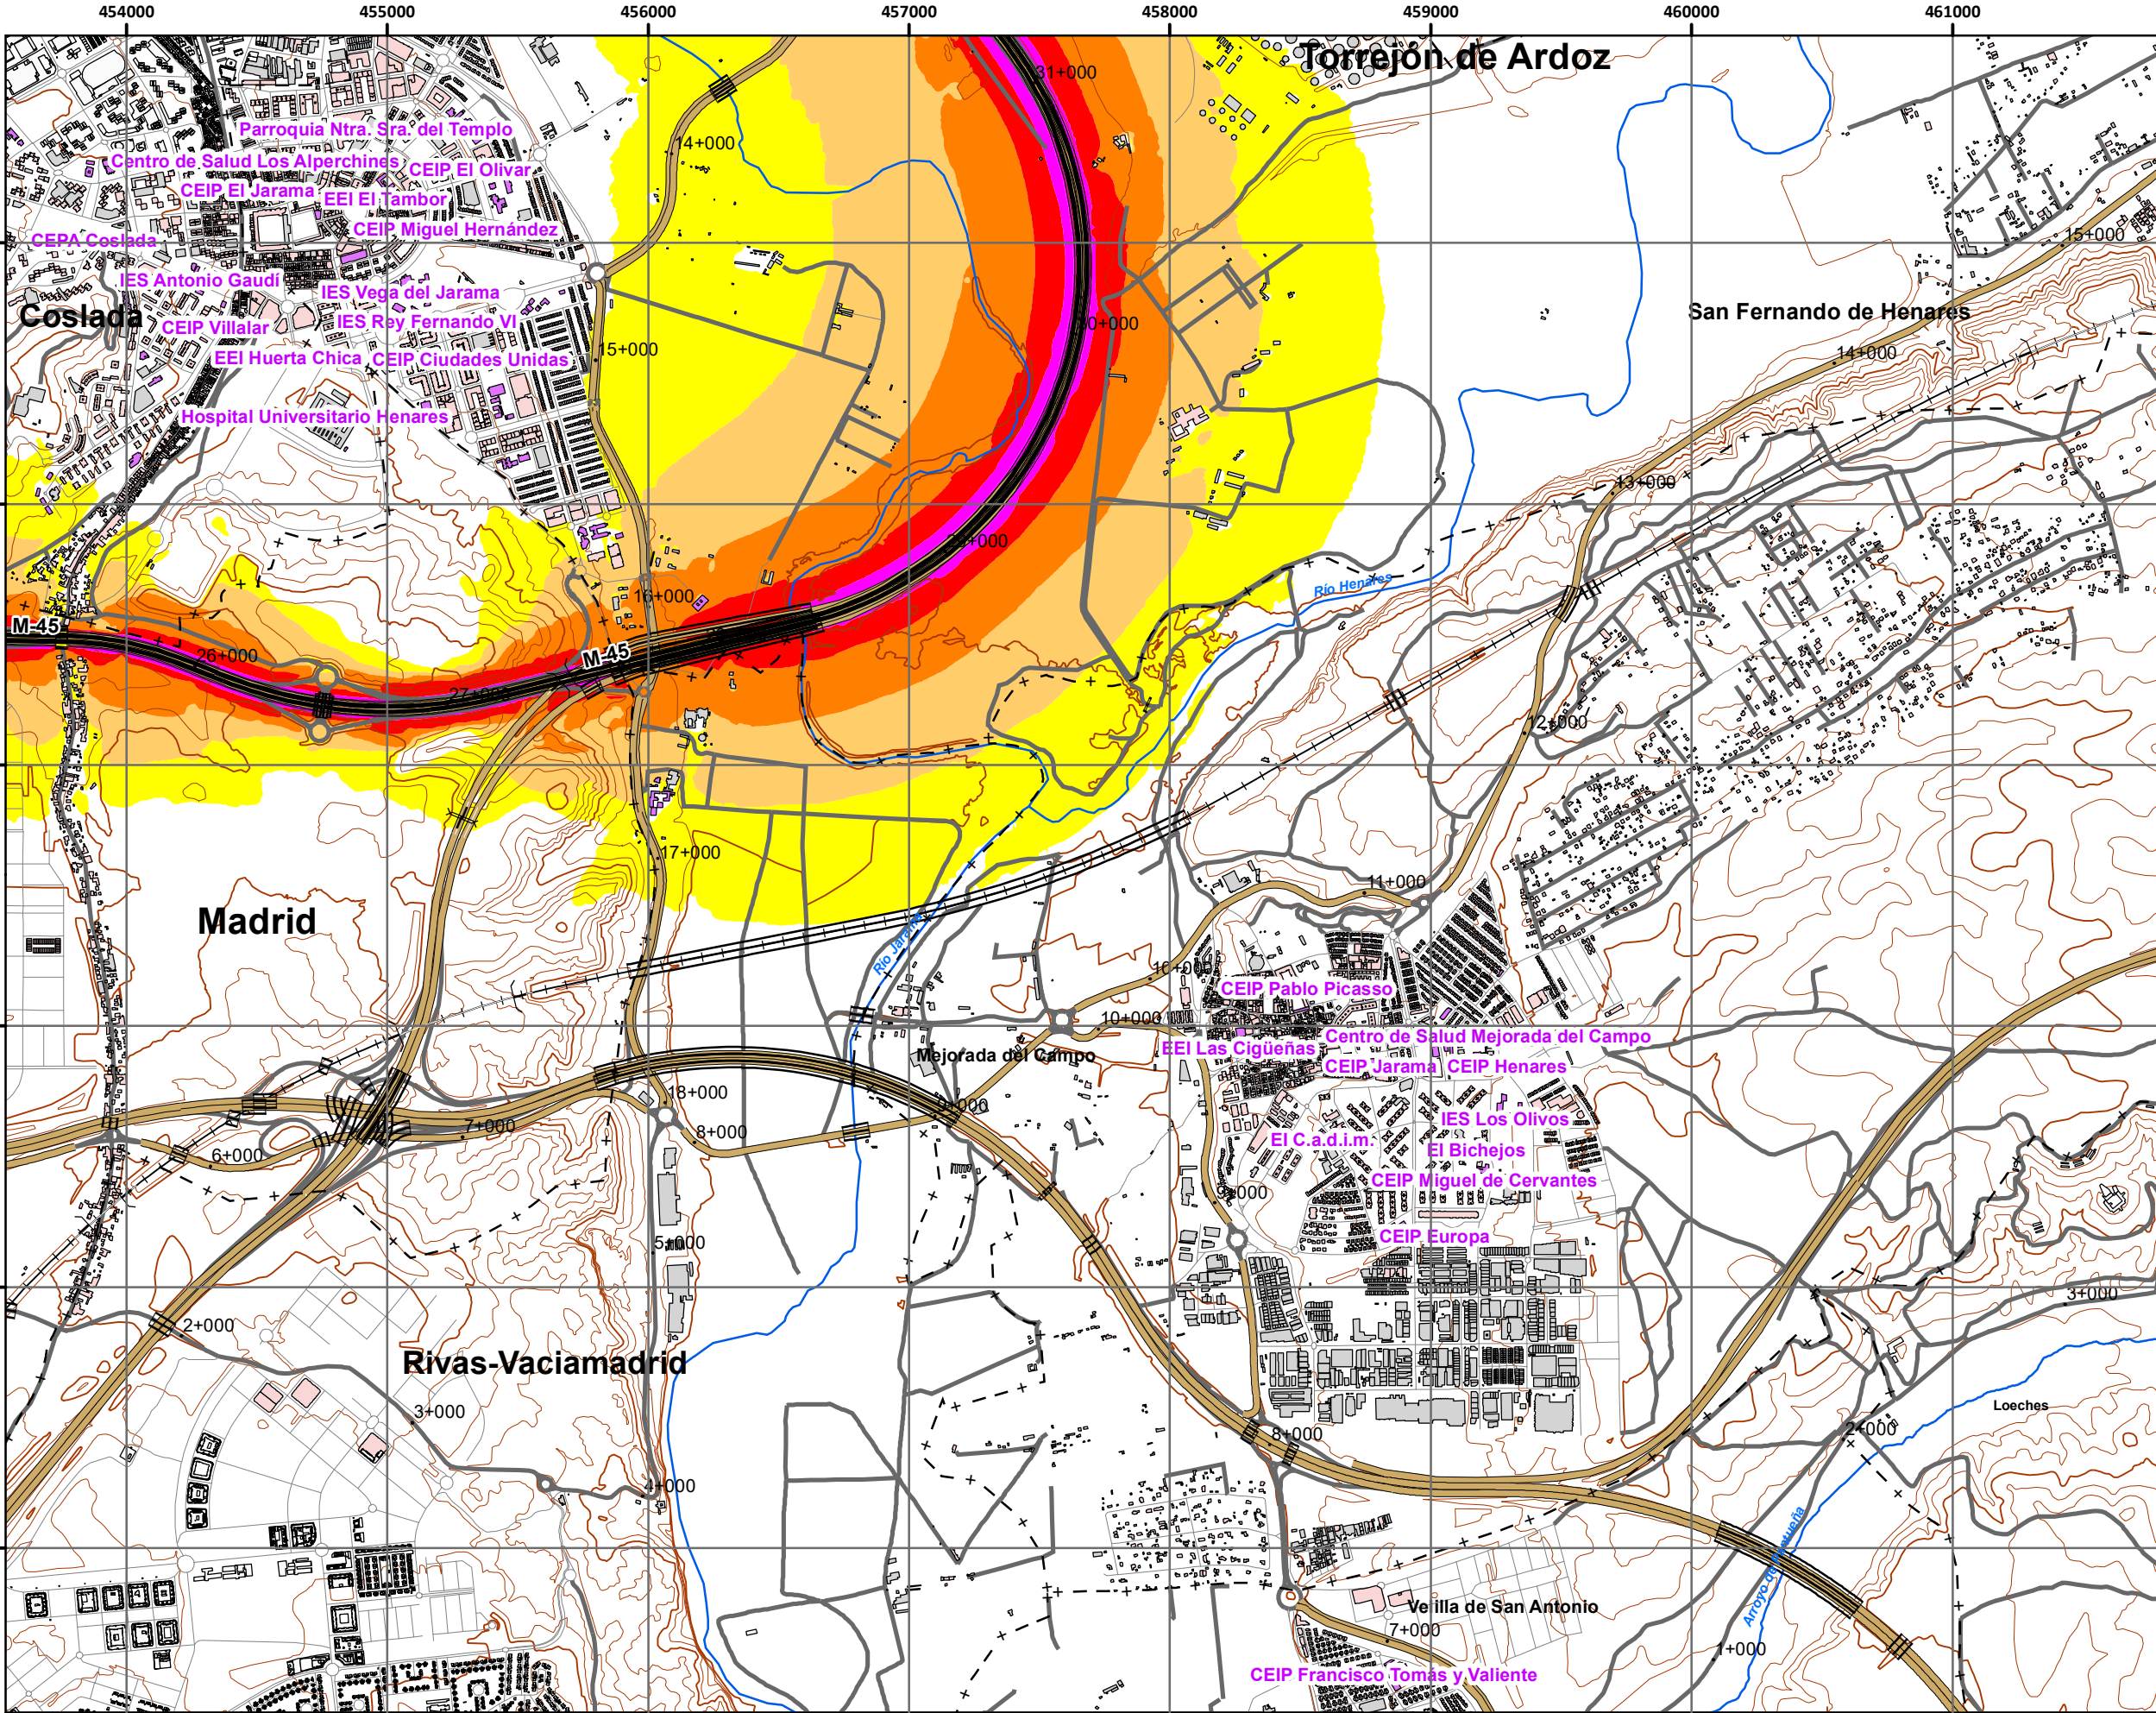 454000 455000 456000 457000 458000 459000 460000 461000
Torrejón de Ardoz
31+000
Parroquia Ntra. Sra. del Templo
14+000
Centro de Salud Los Alperchines
CEIP El Olivar
CEIP El Jarama
EEI El Tambor
CEIP Miguel Hernández
15+000
CEPA Coslada
IES Antonio Gaudí
IES Vega del Jarama
San Fernando de Henares
Coslada
CEIP Villalar
IES Rey Fernando VI
30+000
EEI Huerta Chica
CEIP Ciudades Unidas
15+000
14+000
Hospital Universitario Henares
13+000
29+000
Río Henares
16+000
M-45
M-45
26+000
27+000
12+000
17+000
11+000
Madrid
Río Jarama
10+000
CEIP Pablo Picasso
10+000
Centro de Salud Mejorada del Campo
EEI Las Cigüeñas
Mejorada del Campo
CEIP Jarama
CEIP Henares
18+000
9+000
IES Los Olivos
7+000
8+000
EI C.a.d.i.m.
EI Bichejos
6+000
CEIP Miguel de Cervantes
9+000
5+000
CEIP Europa
3+000
2+000
Rivas-Vaciamadrid
Loeches
3+000
8+000
2+000
4+000
Velilla de San Antonio
7+000
1+000
CEIP Francisco Tomás y Valiente